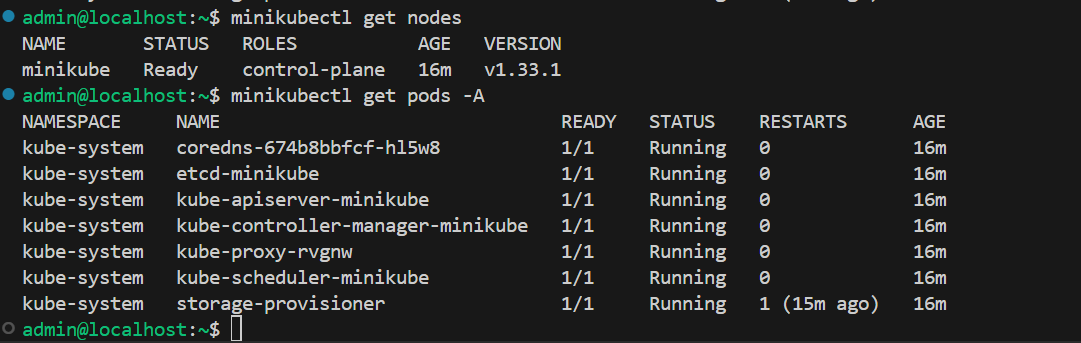 admin@localhost:~$ minikubectl get nodes
NAME STATUS ROLES AGE VERSION
minikube Ready control-plane 16m v1.33.1
admin@localhost:~$ minikubectl get pods -A
NAMESPACE NAME READY STATUS RESTARTS AGE
kube-system coredns-674b8bbfcf-hl5w8 1/1 Running 0 16m
kube-system etcd-minikube 1/1 Running 0 16m
kube-system kube-apiserver-minikube 1/1 Running 0 16m
kube-system kube-controller-manager-minikube 1/1 Running 0 16m
kube-system kube-proxy-rvgnw 1/1 Running 0 16m
kube-system kube-scheduler-minikube 1/1 Running 0 16m
kube-system storage-provisioner 1/1 Running 1 (15m ago) 16m
admin@localhost:~$